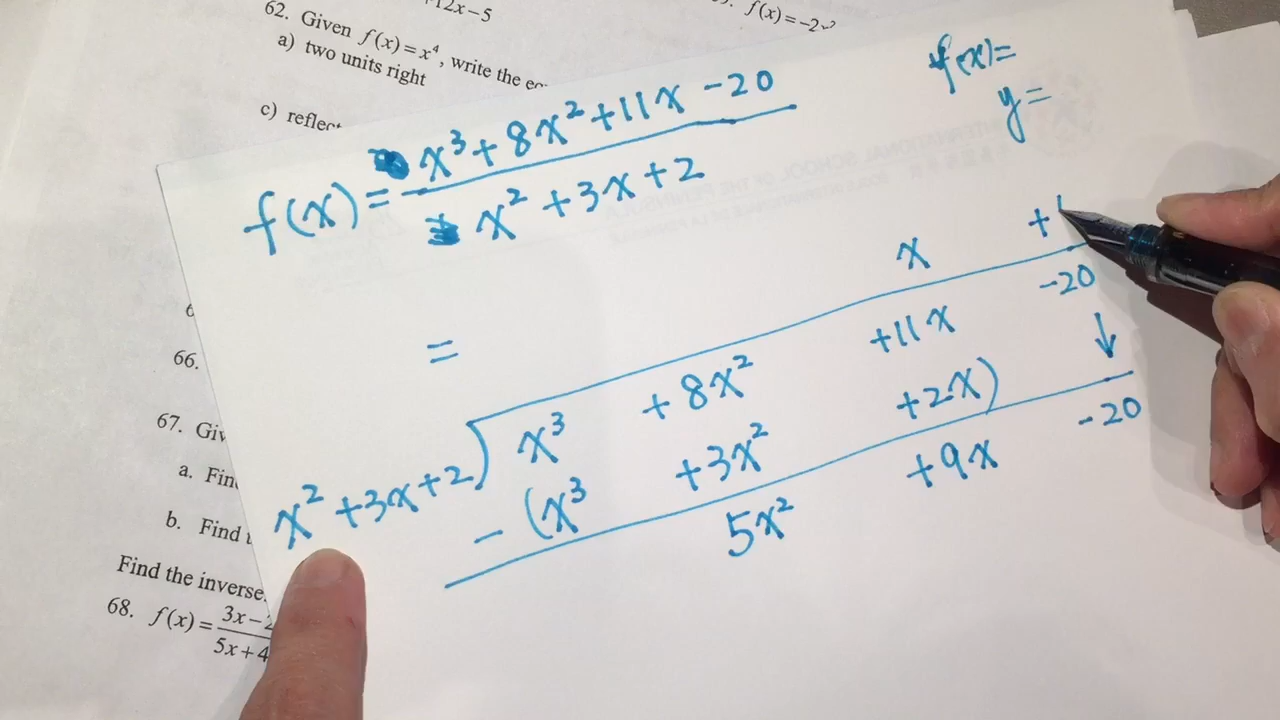 +12x-5
62. Given f(x)=x⁴, write the
f(x)=-2
a) two units right
c) reflect
f(x)=
y=
f(x)= x³+8x²+11x-20
x²+3x+2
x +
= x³ +8x² +11x -20
x²+3x+2
-(x³ +3x² +2x)
5x² +9x -20
66.
67.
a.
b. Find
Find the inverse
68. f(x)= 3x-
5x+4